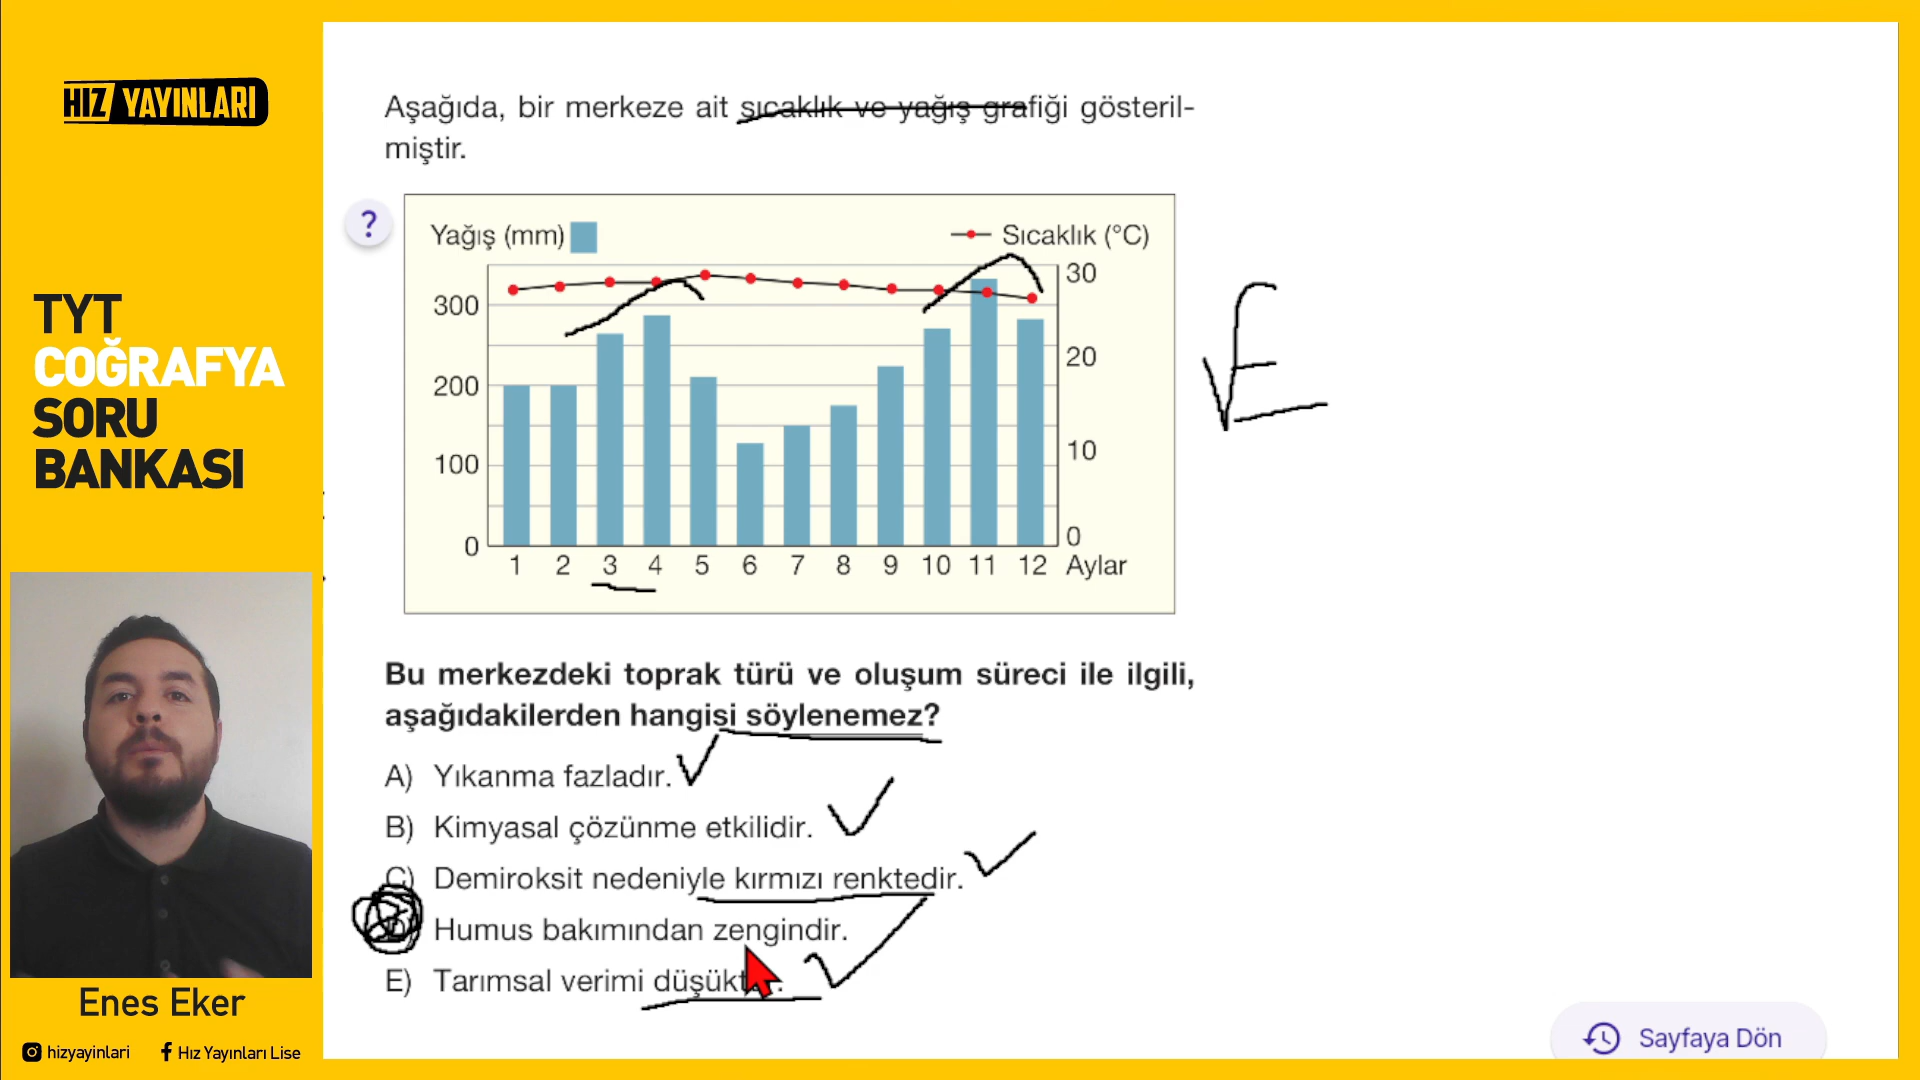 HIZ YAYINLARI
TYT
COĞRAFYA
SORU
BANKASI
Enes Eker
hizyayinlari
Hız Yayınları Lise
Aşağıda, bir merkeze ait sıcaklık ve yağış grafiği gösteril-
miştir.
?
Yağış (mm)
Sıcaklık (°C)
300
200
100
0
30
20
10
0
1 2 3 4 5 6 7 8 9 10 11 12 Aylar
E
Bu merkezdeki toprak türü ve oluşum süreci ile ilgili,
aşağıdakilerden hangisi söylenemez?
A) Yıkanma fazladır.
B) Kimyasal çözünme etkilidir.
C) Demiroksit nedeniyle kırmızı renktedir.
D) Humus bakımından zengindir.
E) Tarımsal verimi
Sayfaya Dön